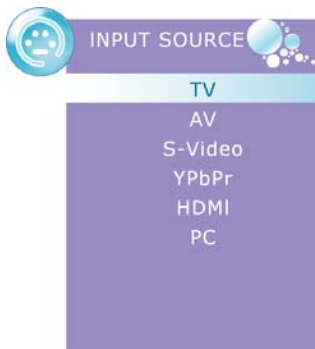 INPUT SOURCE
TV
AV
S-Video
YPbPr
HDMI
PC